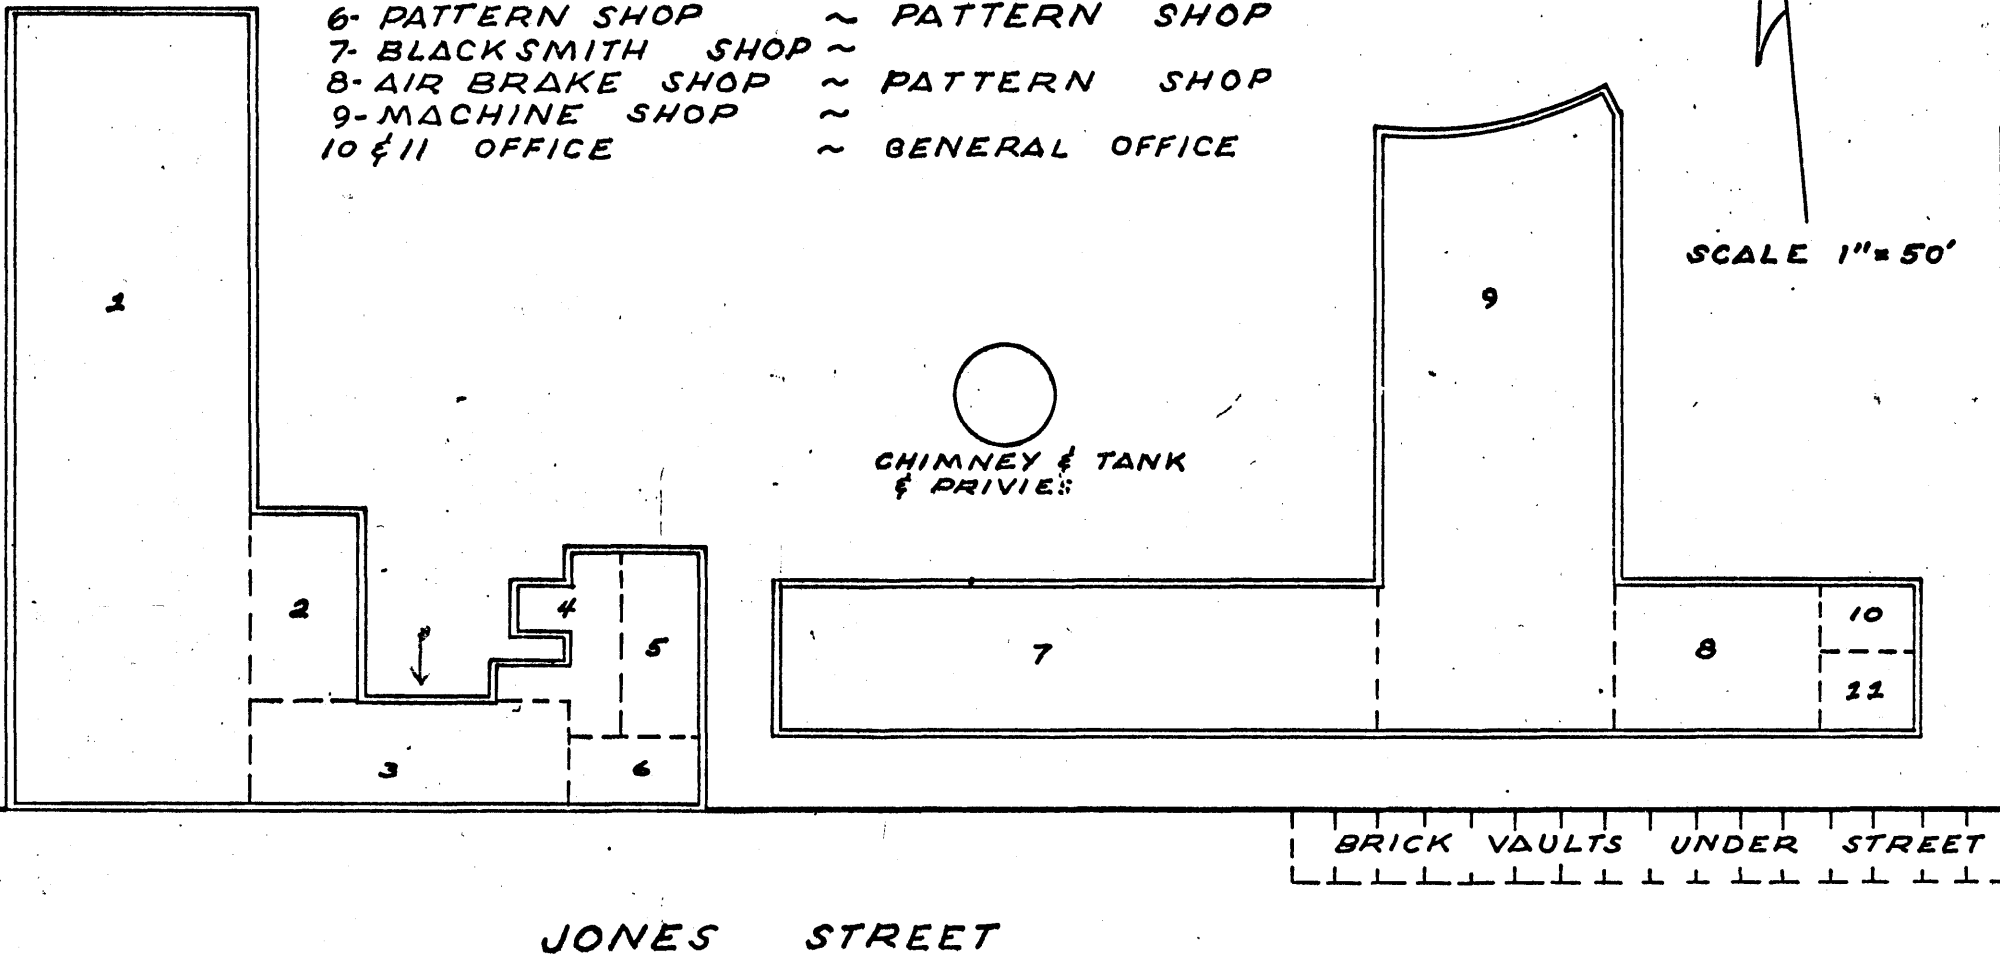 6- PATTERN SHOP ~ PATTERN SHOP
7- BLACKSMITH SHOP ~
8- AIR BRAKE SHOP ~ PATTERN SHOP
9- MACHINE SHOP ~
10 & 11 OFFICE ~ GENERAL OFFICE
SCALE 1"= 50'
1
9
CHIMNEY & TANK
& PRIVIES
2
4
5
7
8
10
11
3
6
BRICK VAULTS UNDER STREET
JONES STREET